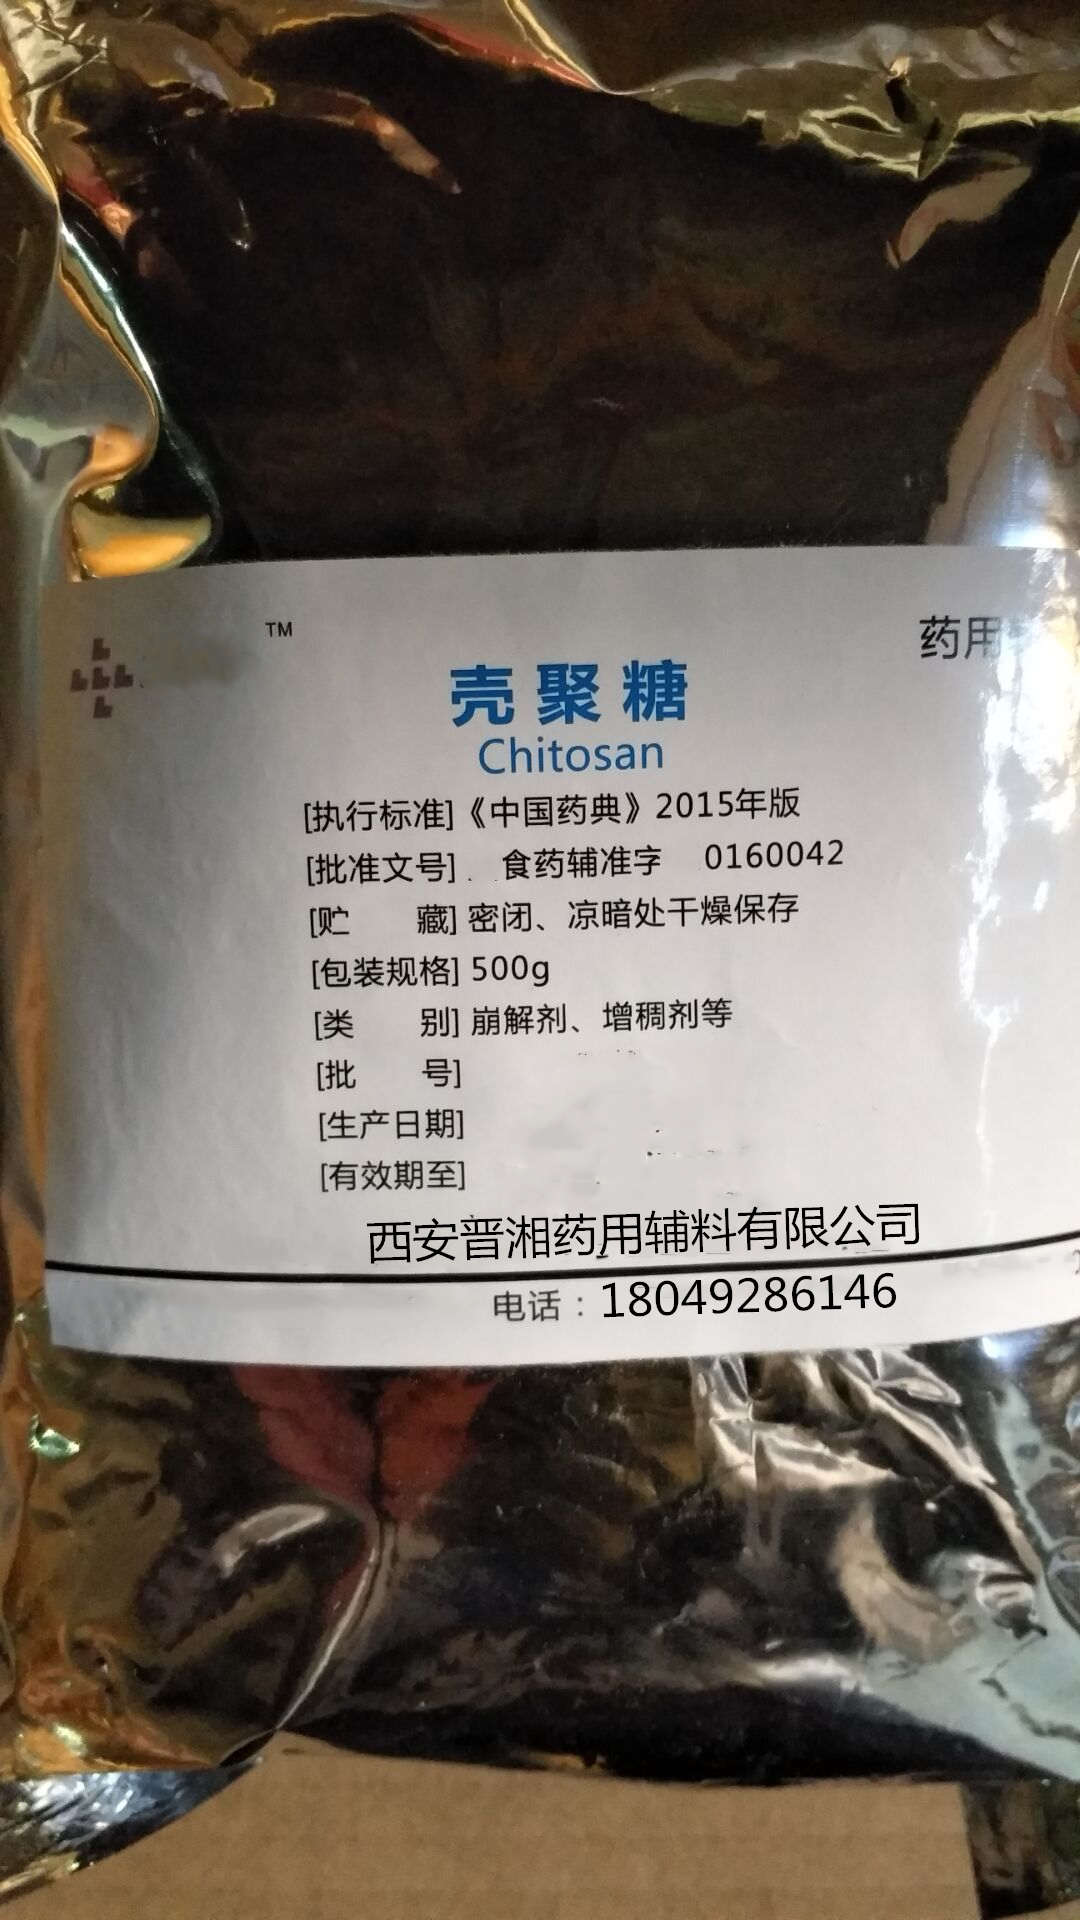 TM
药用
壳聚糖
Chitosan
[执行标准]《中国药典》2015年版
[批准文号] 食药辅准字 0160042
[贮 藏] 密闭、凉暗处干燥保存
[包装规格] 500g
[类 别] 崩解剂、增稠剂等
[批 号]
[生产日期]
[有效期至]
西安晋湘药用辅料有限公司
电话：18049286146